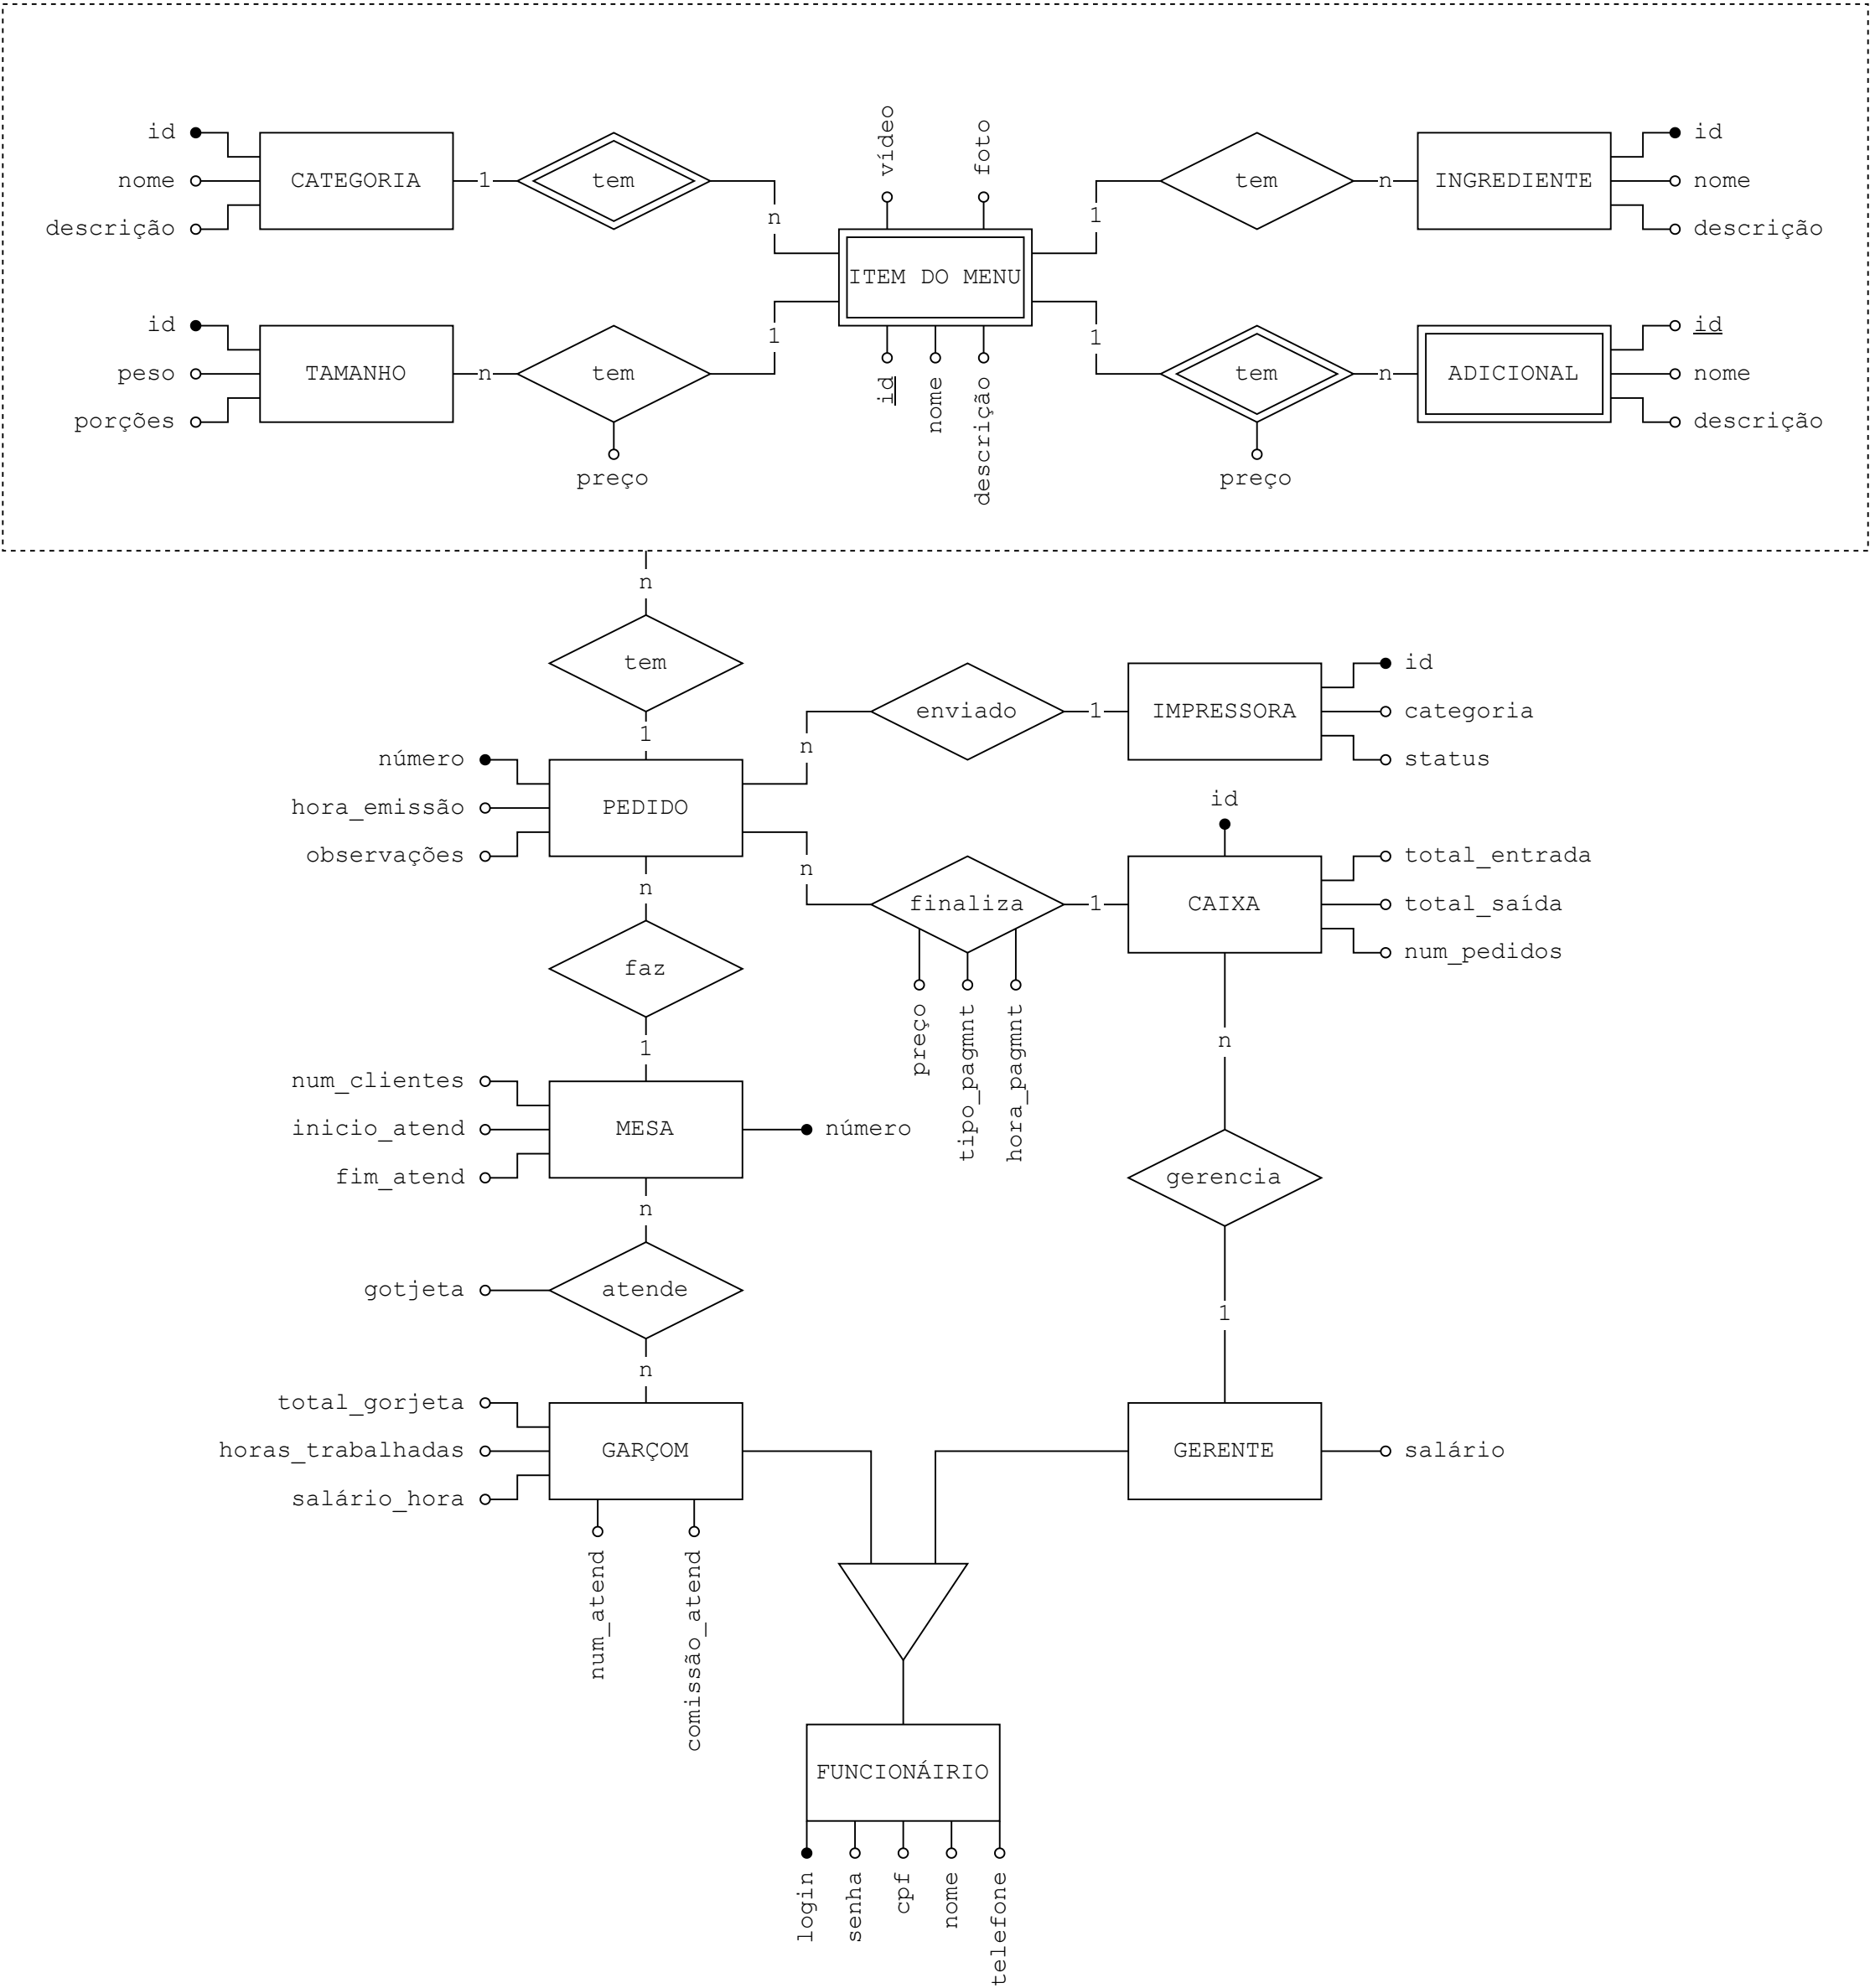 vídeo
foto
id
nome
descrição
CATEGORIA
1
tem
n
ITEM DO MENU
1
tem
n
INGREDIENTE
id
nome
descrição
id
peso
porções
TAMANHO
n
tem
1
preço
id
nome
descrição
1
tem
n
preço
ADICIONAL
id
nome
descrição
n
tem
1
número
hora_emissão
observações
PEDIDO
n
enviado
1
IMPRESSORA
id
categoria
status
n
finaliza
1
preço
tipo_pagmnt
hora_pagmnt
id
CAIXA
total_entrada
total_saída
num_pedidos
n
faz
1
num_clientes
inicio_atend
fim_atend
MESA
número
n
gerencia
1
n
gotjeta
atende
n
total_gorjeta
horas_trabalhadas
salário_hora
GARÇOM
num_atend
comissão_atend
GERENTE
salário
FUNCIONÁIRIO
login
senha
cpf
nome
telefone